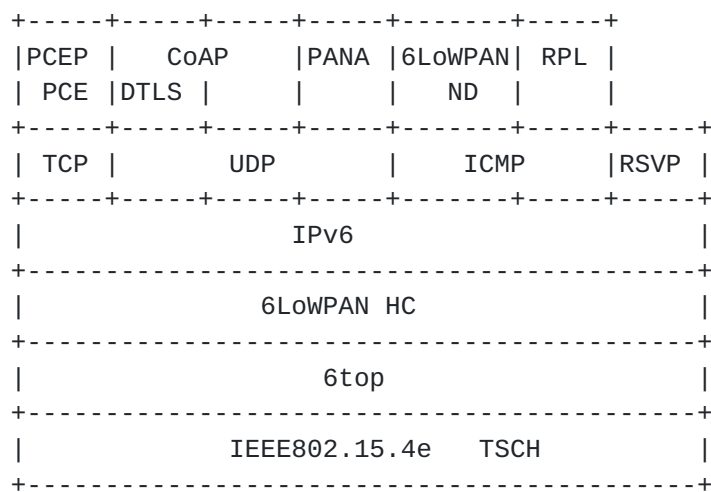 +-----+-----+-----+-----+-------+-----+
|PCEP |   CoAP    |PANA |6LoWPAN| RPL |
| PCE |DTLS |     |     |   ND  |     |
+-----+-----+-----+-----+-------+-----+-----+
| TCP |       UDP       |    ICMP     |RSVP |
+-----+-----+-----+-----+-------+-----+-----+
|                 IPv6                      |
+-------------------------------------------+
|               6LoWPAN HC                  |
+-------------------------------------------+
|                   6top                    |
+-------------------------------------------+
|             IEEE802.15.4e   TSCH          |
+-------------------------------------------+